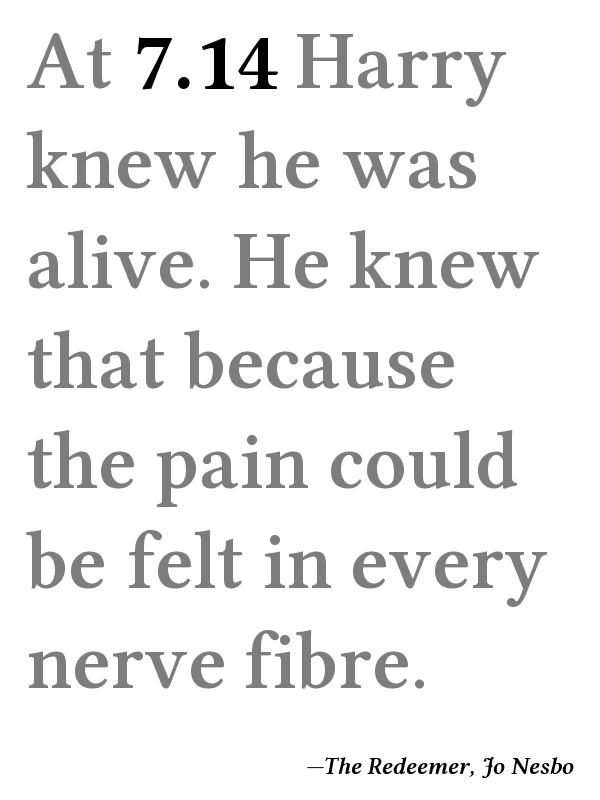 At 7.14 Harry
knew he was
alive. He knew
that because
the pain could
be felt in every
nerve fibre.
—The Redeemer, Jo Nesbo